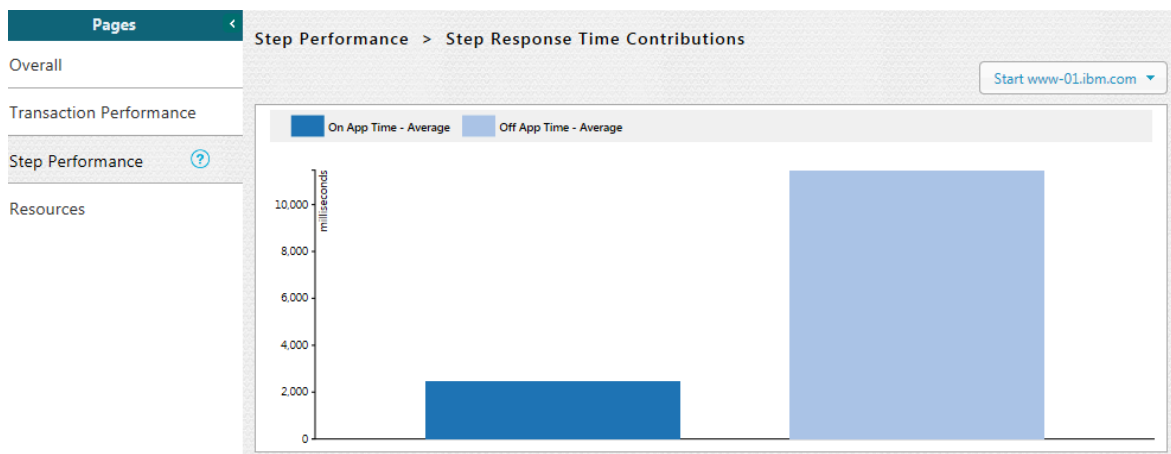 Pages
Overall
Transaction Performance
Step Performance
Resources
Step Performance > Step Response Time Contributions
Start www-01.ibm.com
On App Time - Average Off App Time - Average
milliseconds
10,000
8,000
6,000
4,000
2,000
0